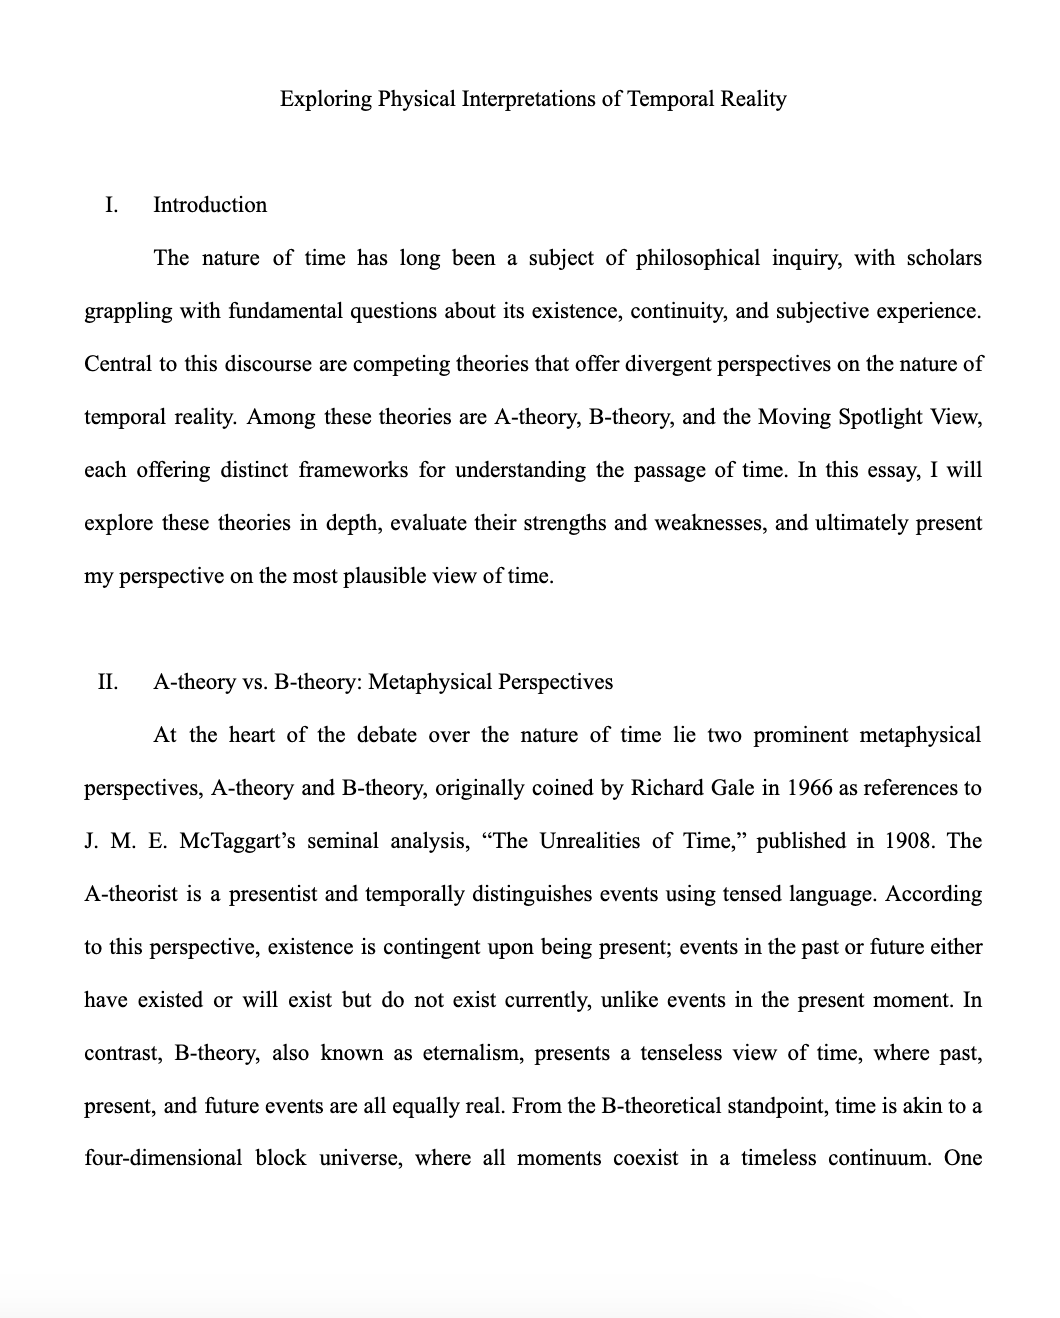 Exploring Physical Interpretations of Temporal Reality
I. Introduction
The nature of time has long been a subject of philosophical inquiry, with scholars
grappling with fundamental questions about its existence, continuity, and subjective experience.
Central to this discourse are competing theories that offer divergent perspectives on the nature of
temporal reality. Among these theories are A-theory, B-theory, and the Moving Spotlight View,
each offering distinct frameworks for understanding the passage of time. In this essay, I will
explore these theories in depth, evaluate their strengths and weaknesses, and ultimately present
my perspective on the most plausible view of time.
II. A-theory vs. B-theory: Metaphysical Perspectives
At the heart of the debate over the nature of time lie two prominent metaphysical
perspectives, A-theory and B-theory, originally coined by Richard Gale in 1966 as references to
J. M. E. McTaggart’s seminal analysis, “The Unrealities of Time,” published in 1908. The
A-theorist is a presentist and temporally distinguishes events using tensed language. According
to this perspective, existence is contingent upon being present; events in the past or future either
have existed or will exist but do not exist currently, unlike events in the present moment. In
contrast, B-theory, also known as eternalism, presents a tenseless view of time, where past,
present, and future events are all equally real. From the B-theoretical standpoint, time is akin to a
four-dimensional block universe, where all moments coexist in a timeless continuum. One